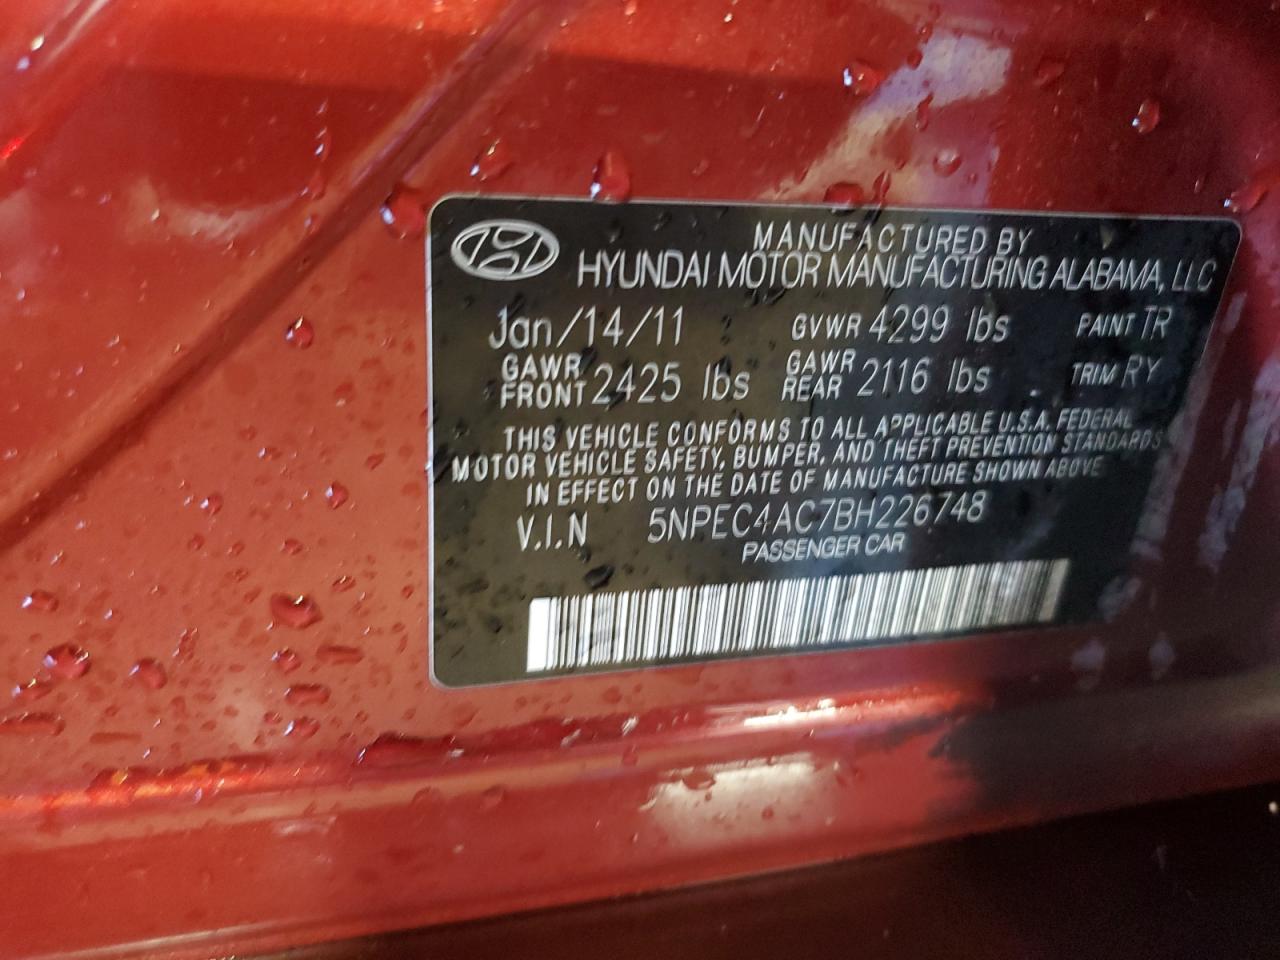 MANUFACTURED BY
HYUNDAI MOTOR MANUFACTURING ALABAMA, LLC
Jan/14/11 GVWR 4299 lbs PAINT TR
GAWR FRONT 2425 lbs GAWR REAR 2116 lbs TRIM RY
THIS VEHICLE CONFORMS TO ALL APPLICABLE U.S.A. FEDERAL
MOTOR VEHICLE SAFETY, BUMPER, AND THEFT PREVENTION STANDARDS
IN EFFECT ON THE DATE OF MANUFACTURE SHOWN ABOVE
V.I.N 5NPEC4AC7BH226748
PASSENGER CAR